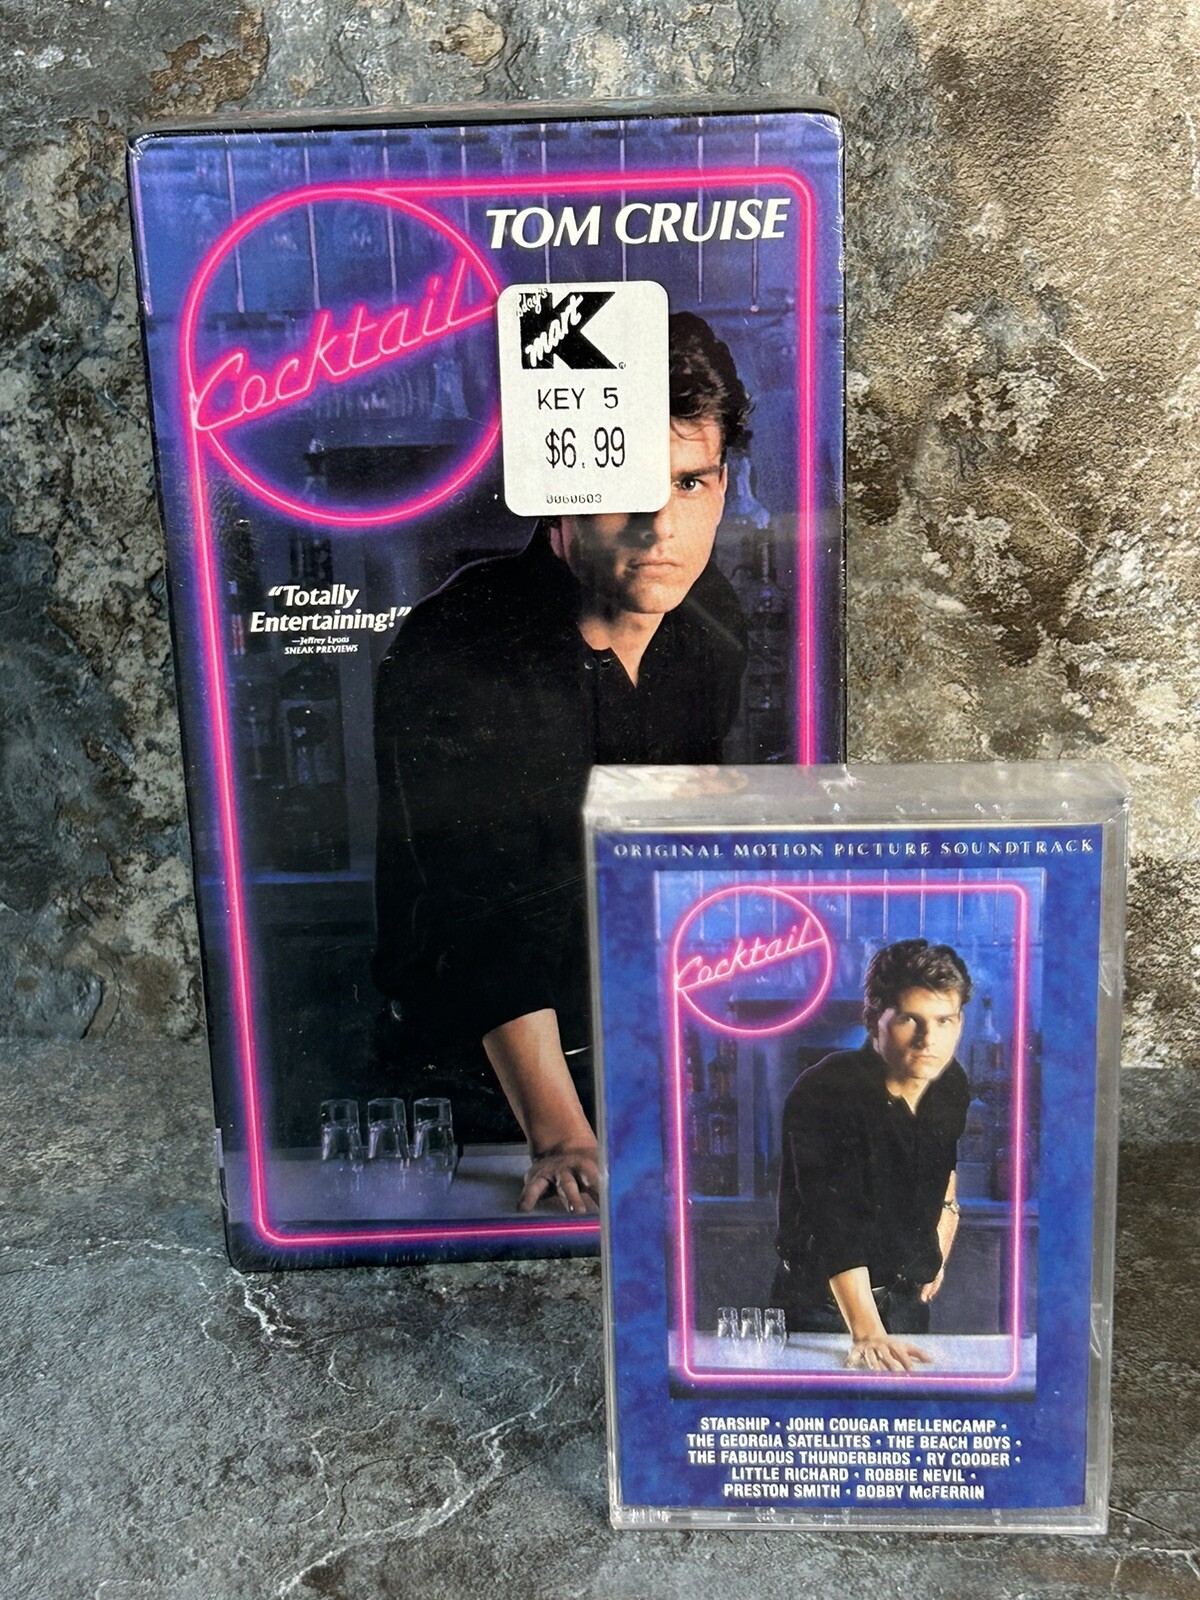 TOM CRUISE
Cocktail
mart
K
KEY 5
$6.99
0060603
"Totally
Entertaining!"
—Jeffrey Lyons
SNEAK PREVIEWS
ORIGINAL MOTION PICTURE SOUNDTRACK
Cocktail
STARSHIP • JOHN COUGAR MELLENCAMP •
THE GEORGIA SATELLITES • THE BEACH BOYS •
THE FABULOUS THUNDERBIRDS • RY COODER •
LITTLE RICHARD • ROBBIE NEVIL •
PRESTON SMITH • BOBBY McFERRIN